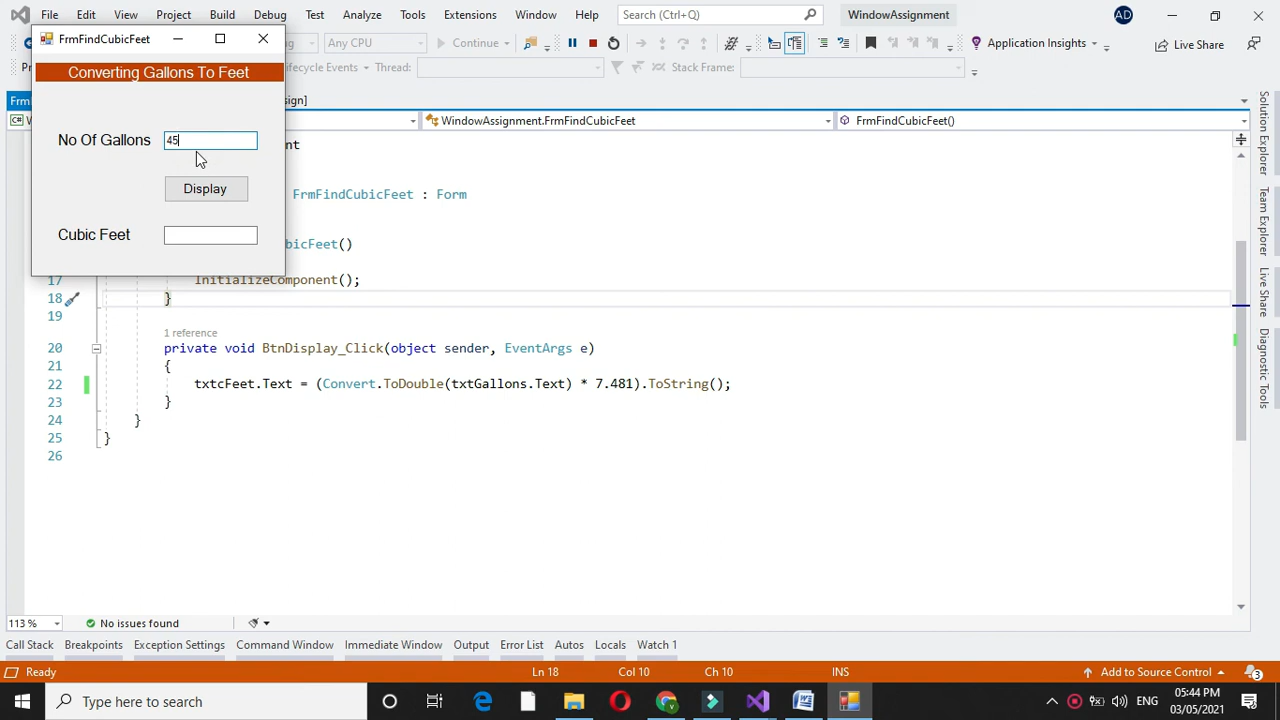 File Edit View Project Build Debug Test Analyze Tools Extensions Window Help Search (Ctrl+Q) WindowAssignment AD
FrmFindCubicFeet
Any CPU Continue Application Insights Live Share
Lifecycle Events Thread: Stack Frame:
Converting Gallons To Feet
No Of Gallons 45
Display
Cubic Feet
WindowAssignment.FrmFindCubicFeet FrmFindCubicFeet()
FrmFindCubicFeet : Form
17 InitializeComponent();
18 }
19
1 reference
20 private void BtnDisplay_Click(object sender, EventArgs e)
21 {
22 txtcFeet.Text = (Convert.ToDouble(txtGallons.Text) * 7.481).ToString();
23 }
24 }
25 }
26
Solution Explorer
Team Explorer
Live Share
Diagnostic Tools
113 % No issues found
Call Stack Breakpoints Exception Settings Command Window Immediate Window Output Error List Autos Locals Watch 1
Ready Ln 18 Col 10 Ch 10 INS Add to Source Control 3
Type here to search ENG 05:44 PM
03/05/2021 3